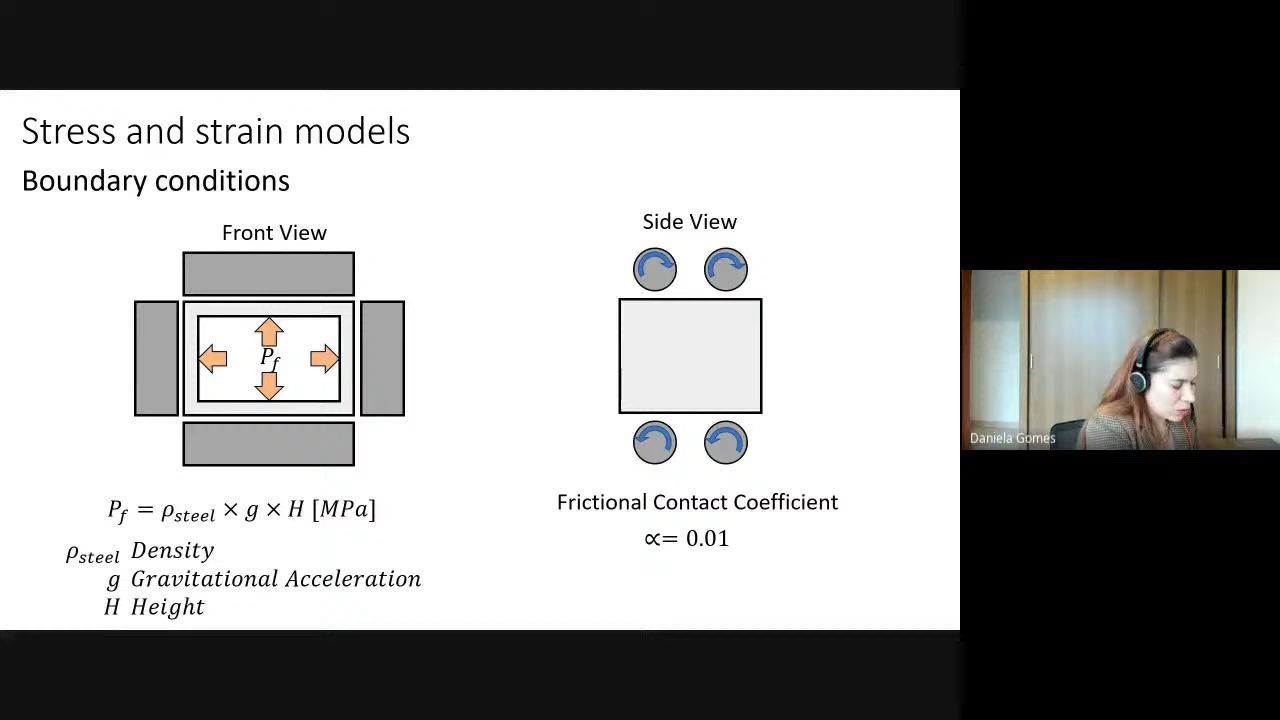 Stress and strain models
Boundary conditions
Front View
P_f
P_f = ρ_steel × g × H [MPa]
ρ_steel Density
g Gravitational Acceleration
H Height
Side View
Frictional Contact Coefficient
∝= 0.01
Daniela Gomes